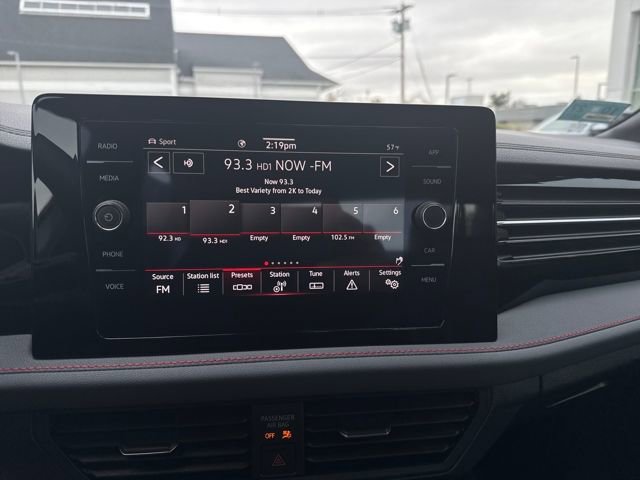 RADIO
MEDIA
PHONE
VOICE
Sport
2:19pm
57°F
93.3 HD1 NOW -FM
Now 93.3
Best Variety from 2K to Today
1 2 3 4 5 6
92.3 HD 93.3 HD1 Empty Empty 102.5 FM Empty
Source Station list Presets Station Tune Alerts Settings
FM
APP
SOUND
CAR
MENU
PASSENGER
AIR BAG
OFF